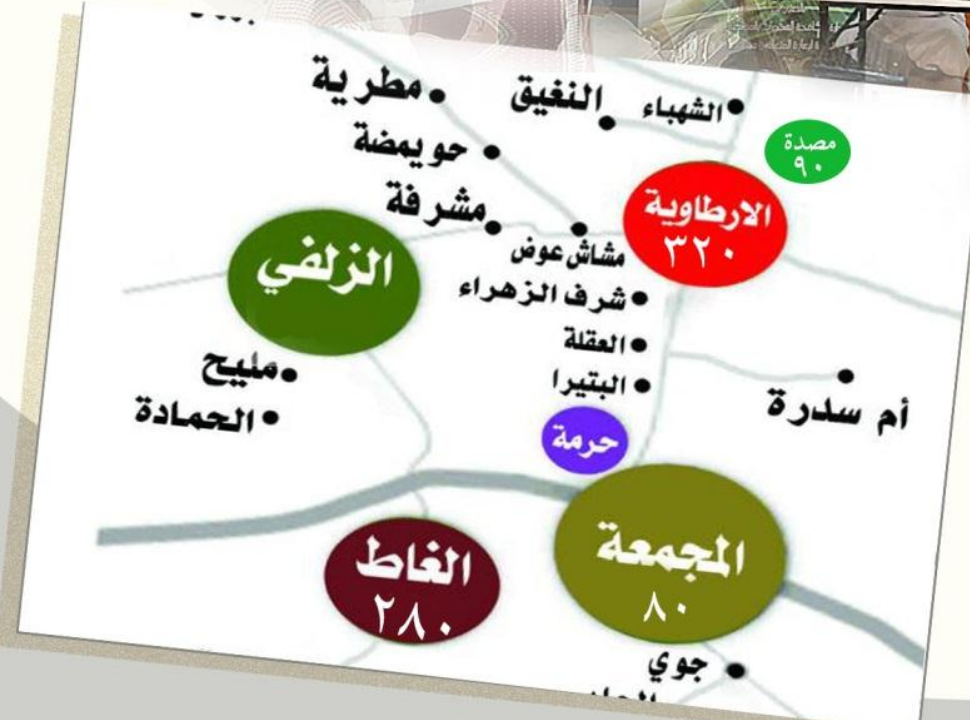 مطرية
النغيق
الشهباء
حويمضة
مصدة
٩٠
مشرفة
الارطاوية
٣٢٠
الزلفي
مشاش عوض
شرف الزهراء
العقلة
مليح
البتيرا
أم سدرة
الحمادة
حرمة
المجمعة
٨٠
الغاط
٢٨٠
جوي